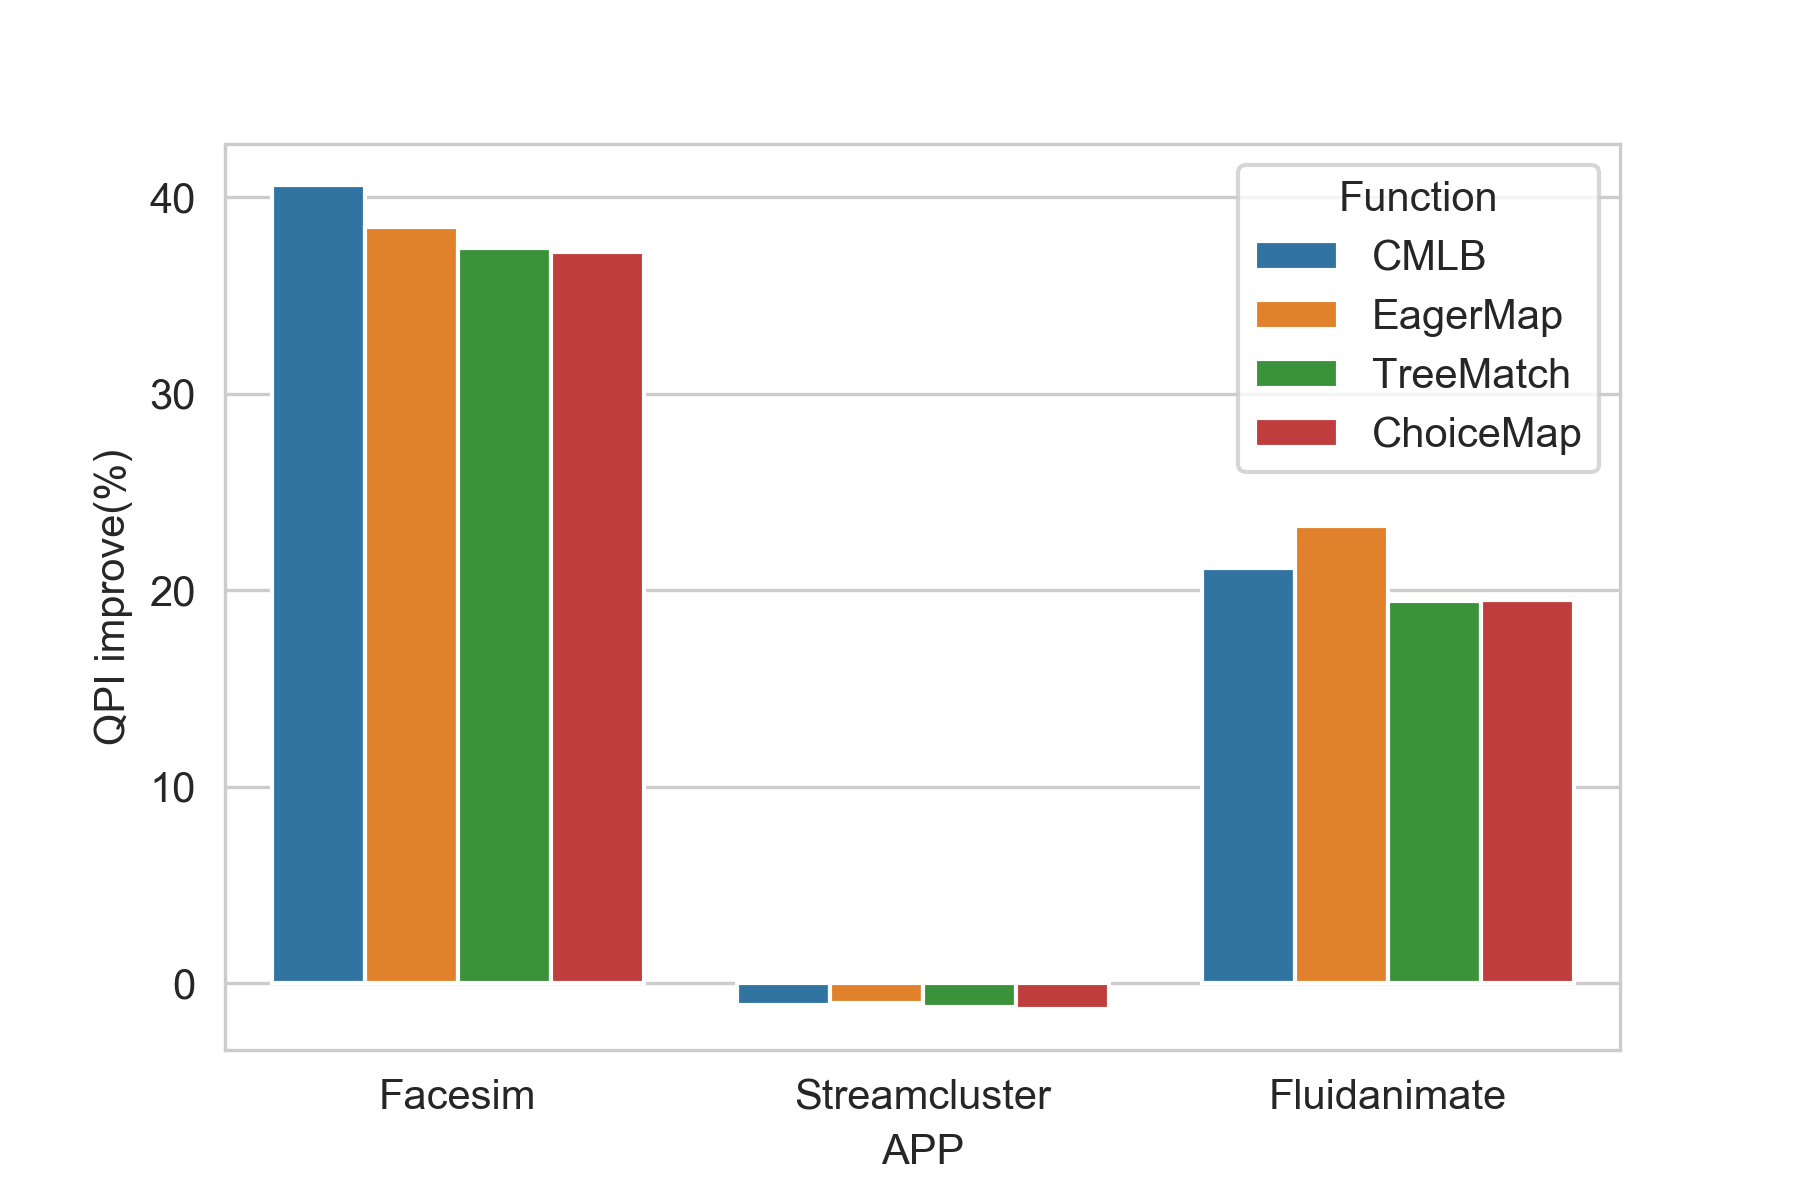 QPI improve(%)
40
30
20
10
0
Function
CMLB
EagerMap
TreeMatch
ChoiceMap
Facesim
Streamcluster
Fluidanimate
APP